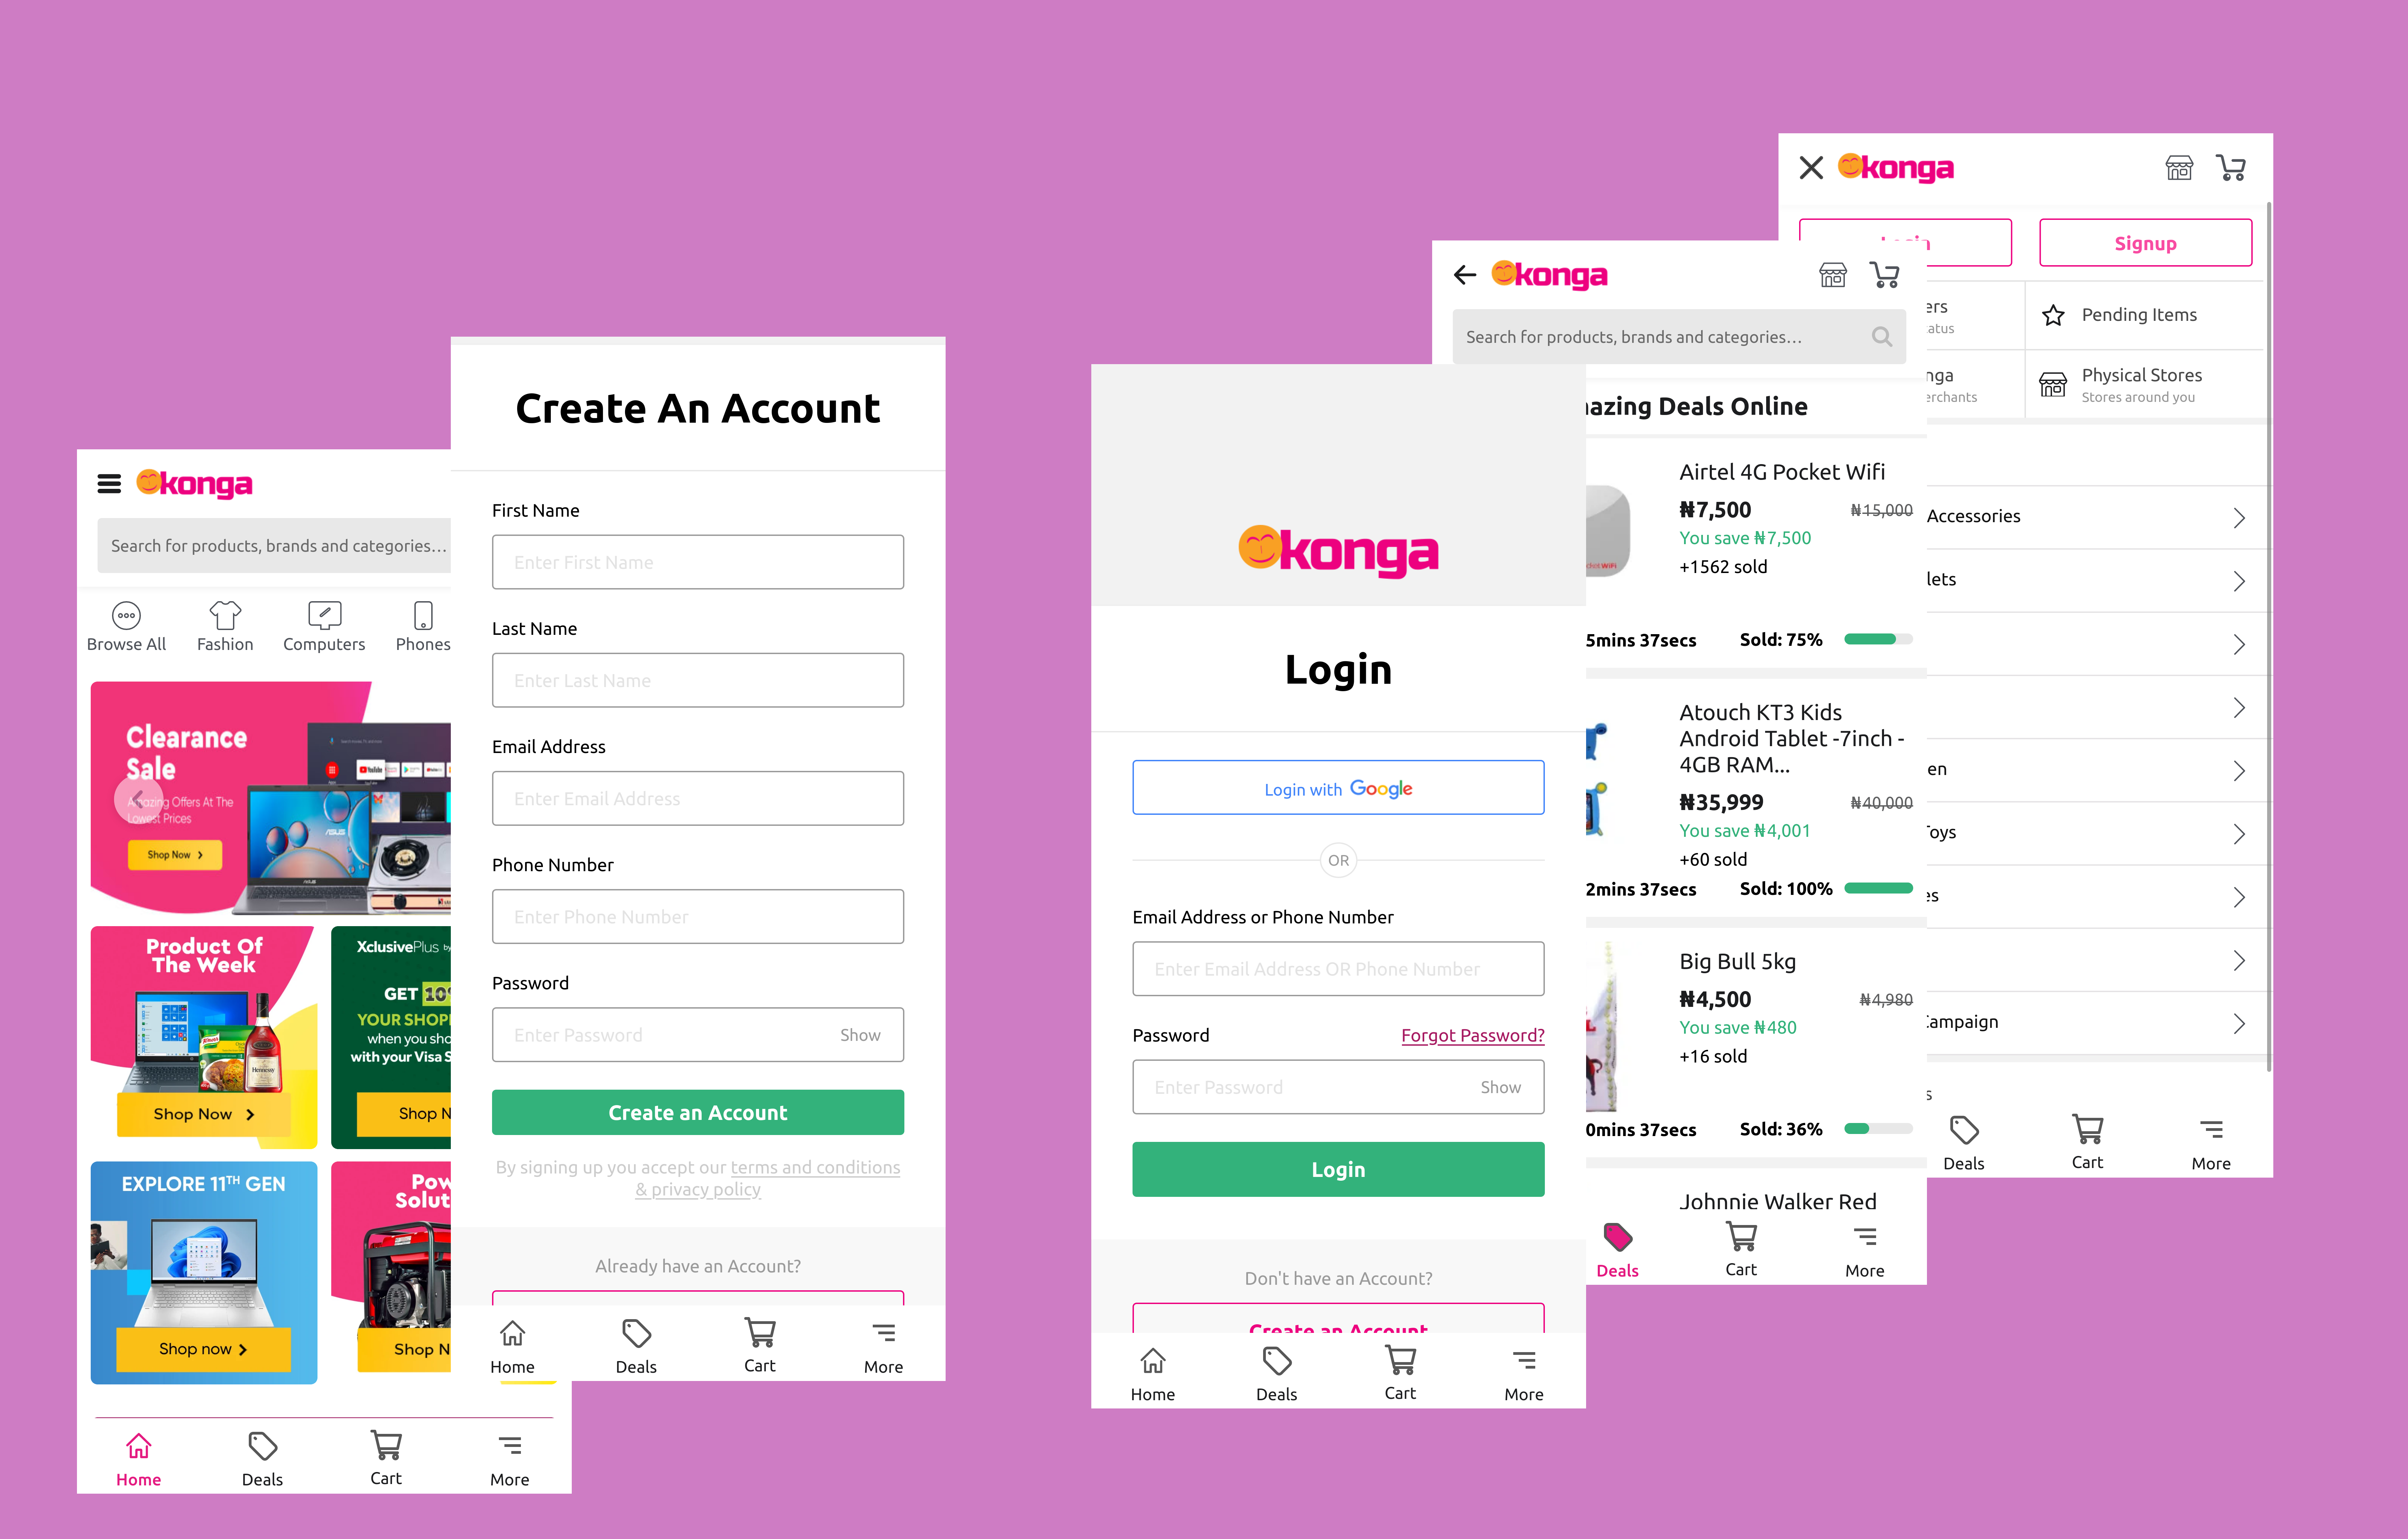 konga
Search for products, brands and categories...
Browse All
Fashion
Computers
Phones
Clearance
Sale
Amazing Offers At The
Lowest Prices
Shop Now
ASUS
YouTube
Product Of
The Week
Knorr
Hennessy
Shop Now
XclusivePlus by
GET 10
YOUR SHOP
when you sho
with your Visa S
Shop N
EXPLORE 11TH GEN
Shop now
Pow
Solut
Shop N
Home
Deals
Cart
More
Create An Account
First Name
Enter First Name
Last Name
Enter Last Name
Email Address
Enter Email Address
Phone Number
Enter Phone Number
Password
Enter Password
Show
Create an Account
By signing up you accept our terms and conditions
& privacy policy
Already have an Account?
Home
Deals
Cart
More
konga
Login
Login with Google
OR
Email Address or Phone Number
Enter Email Address OR Phone Number
Password
Forgot Password?
Enter Password
Show
Login
Don't have an Account?
Create an Account
Home
Deals
Cart
More
konga
Search for products, brands and categories...
azing Deals Online
Airtel 4G Pocket Wifi
₦7,500
₦15,000
You save ₦7,500
+1562 sold
5mins 37secs
Sold: 75%
Atouch KT3 Kids
Android Tablet -7inch -
4GB RAM...
₦35,999
₦40,000
You save ₦4,001
+60 sold
2mins 37secs
Sold: 100%
Big Bull 5kg
₦4,500
₦4,980
You save ₦480
+16 sold
0mins 37secs
Sold: 36%
Johnnie Walker Red
Deals
Cart
More
konga
Login
Signup
ers
atus
Pending Items
nga
erchants
Physical Stores
Stores around you
Accessories
lets
en
Toys
es
Campaign
s
Deals
Cart
More